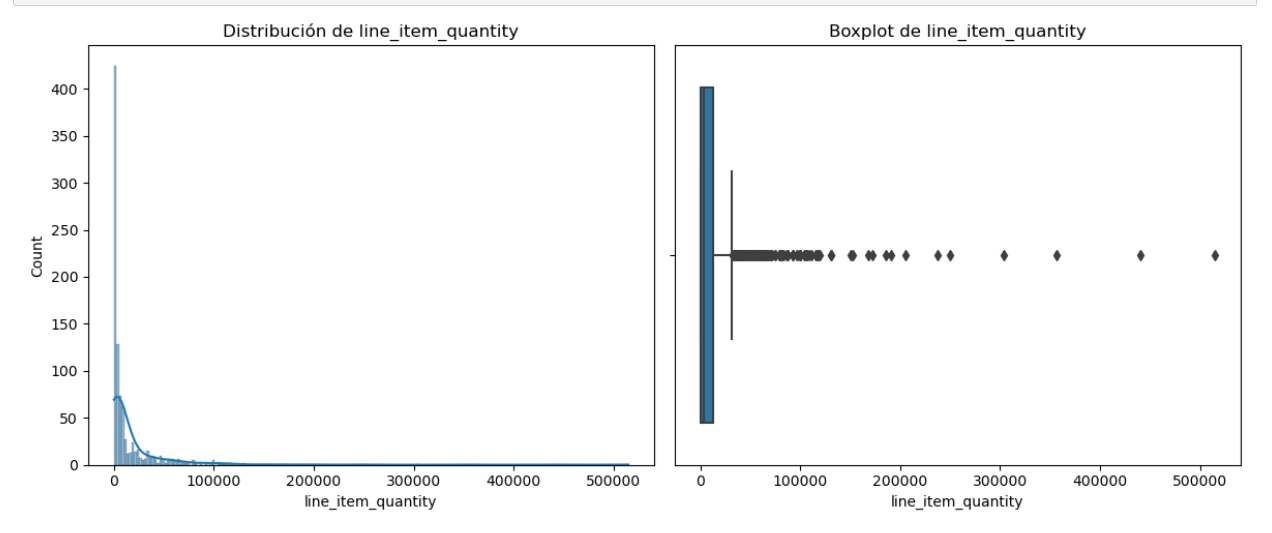 Distribución de line_item_quantity
Count
400
350
300
250
200
150
100
50
0
0 100000 200000 300000 400000 500000
line_item_quantity
Boxplot de line_item_quantity
0 100000 200000 300000 400000 500000
line_item_quantity